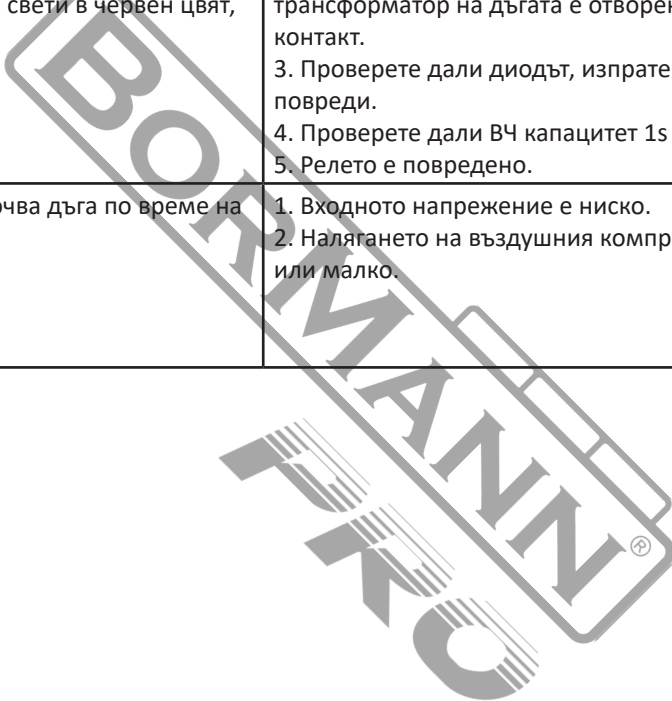 свети в червен цвят,
трансформатор на дъгата е отворен
контакт.
3. Проверете дали диодът, изпрате
повреди.
4. Проверете дали ВЧ капацитет 1s
5. Релето е повредено.
очва дъга по време на
1. Входното напрежение е ниско.
2. Налягането на въздушния компр
или малко.
BORMANN®
PRO